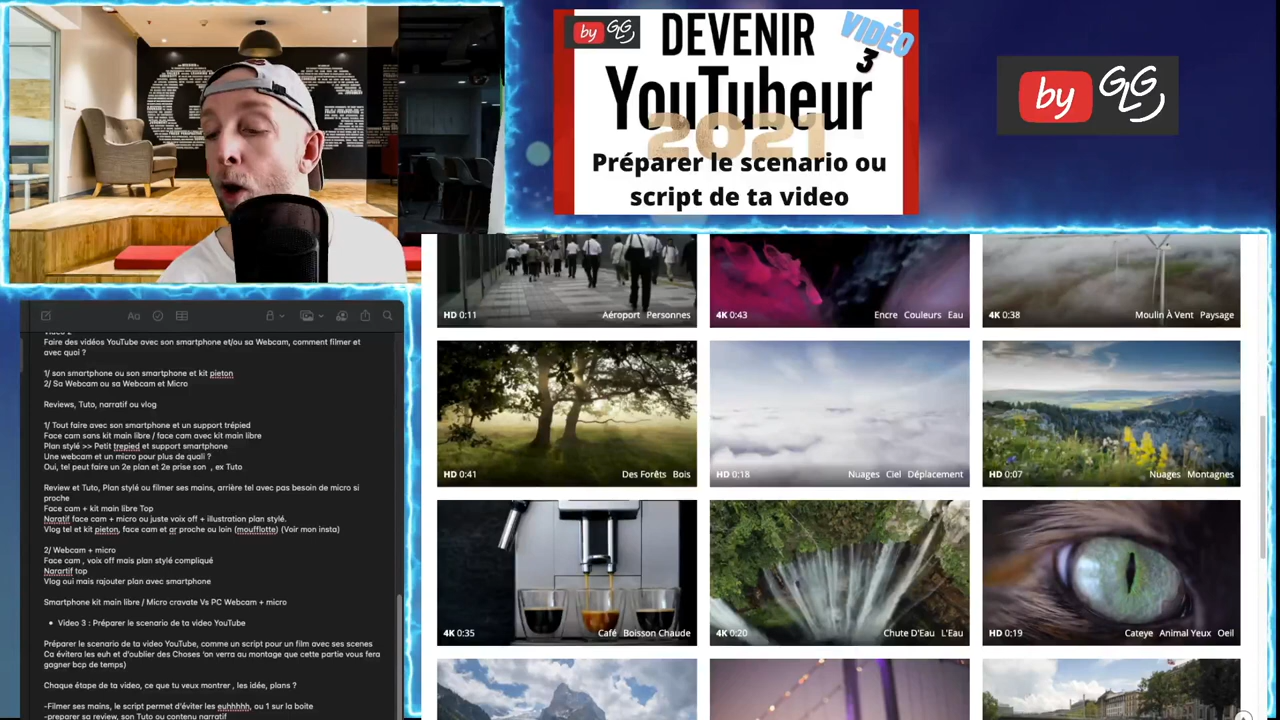 by GLG
DEVENIR
YouTubeur
2021
VIDÉO
3
Préparer le scenario ou
script de ta video
by GLG
HD 0:11 Aéroport Personnes
4K 0:43 Encre Couleurs Eau
4K 0:38 Moulin À Vent Paysage
HD 0:41 Des Forêts Bois
HD 0:18 Nuages Ciel Déplacement
HD 0:07 Nuages Montagnes
4K 0:35 Café Boisson Chaude
4K 0:20 Chute D'Eau L'Eau
HD 0:19 Cateye Animal Yeux Oeil
Aa
Vidéo 2
Faire des vidéos YouTube avec son smartphone et/ou sa Webcam, comment filmer et
avec quoi ?
1/ son smartphone ou son smartphone et kit pieton
2/ Sa Webcam ou sa Webcam et Micro
Reviews, Tuto, narratif ou vlog
1/ Tout faire avec son smartphone et un support trépied
Face cam sans kit main libre / face cam avec kit main libre
Plan stylé >> Petit trepied et support smartphone
Une webcam et un micro pour plus de quali ?
Oui, tel peut faire un 2e plan et 2e prise son , ex Tuto
Review et Tuto, Plan stylé ou filmer ses mains, arrière tel avec pas besoin de micro si
proche
Face cam + kit main libre Top
Naratif face cam + micro ou juste voix off + illustration plan stylé.
Vlog tel et kit pieton, face cam et ar proche ou loin (moufflotte) (Voir mon insta)
2/ Webcam + micro
Face cam , voix off mais plan stylé compliqué
Narartif top
Vlog oui mais rajouter plan avec smartphone
Smartphone kit main libre / Micro cravate Vs PC Webcam + micro
• Video 3 : Préparer le scenario de ta video YouTube
Préparer le scenario de ta video YouTube, comme un script pour un film avec ses scenes
Ca évitera les euh et d'oublier des Choses 'on verra au montage que cette partie vous fera
gagner bcp de temps)
Chaque étape de ta video, ce que tu veux montrer , les idée, plans ?
-Filmer ses mains, le script permet d'éviter les euhhhhh, ou 1 sur la boite
-preparer sa review, son Tuto ou contenu narratif